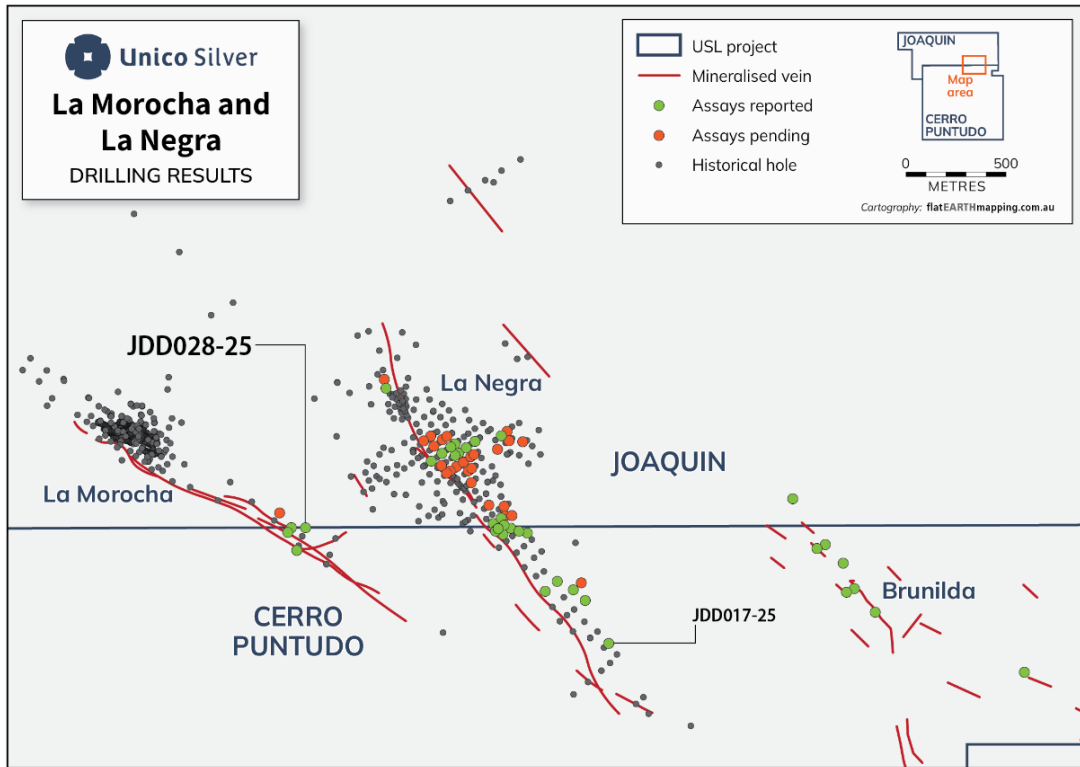 Unico Silver
La Morocha and
La Negra
DRILLING RESULTS
USL project
Mineralised vein
Assays reported
Assays pending
Historical hole
JOAQUIN
Map
area
CERRO
PUNTUDO
0 500
METRES
Cartography: flatEARTHmapping.com.au
JDD028-25
La Negra
La Morocha
JOAQUIN
CERRO
PUNTUDO
Brunilda
JDD017-25